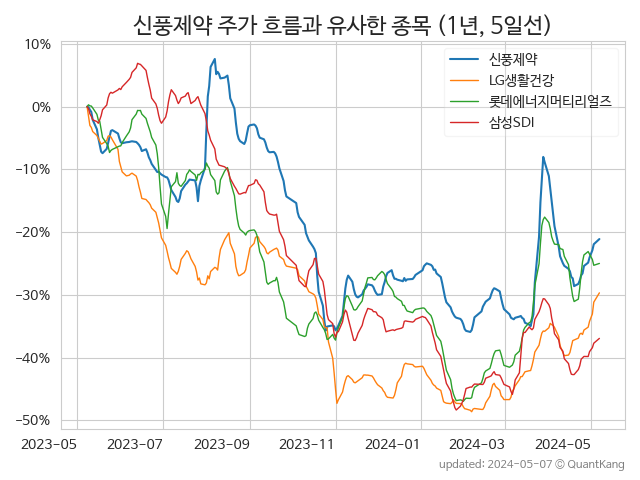 신풍제약 주가 흐름과 유사한 종목 (1년, 5일선)
신풍제약
LG생활건강
롯데에너지머티리얼즈
삼성SDI
10%
0%
−10%
−20%
−30%
−40%
−50%
2023-05
2023-07
2023-09
2023-11
2024-01
2024-03
2024-05
updated: 2024-05-07 © QuantKang